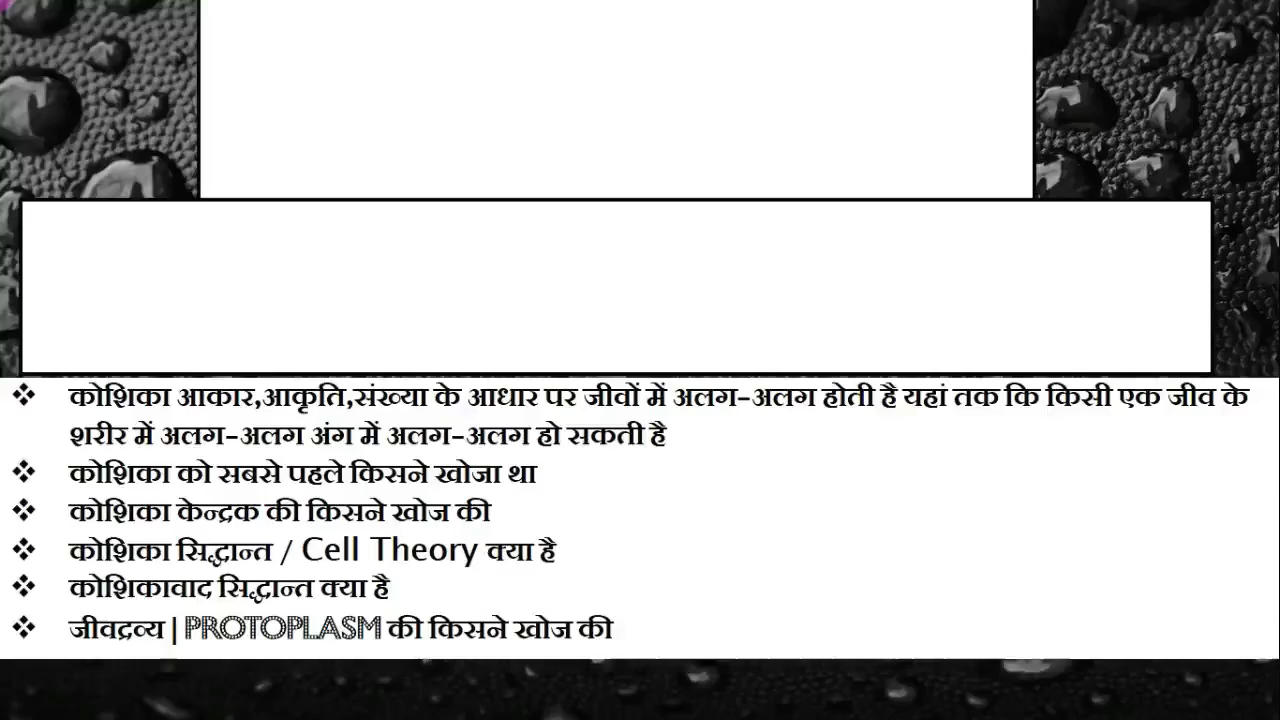 ❖ कोशिका आकार,आकृति,संख्या के आधार पर जीवों में अलग-अलग होती है यहां तक कि किसी एक जीव के
शरीर में अलग-अलग अंग में अलग-अलग हो सकती है
❖ कोशिका को सबसे पहले किसने खोजा था
❖ कोशिका केन्द्रक की किसने खोज की
❖ कोशिका सिद्धान्त / Cell Theory क्या है
❖ कोशिकावाद सिद्धान्त क्या है
❖ जीवद्रव्य | PROTOPLASM की किसने खोज की